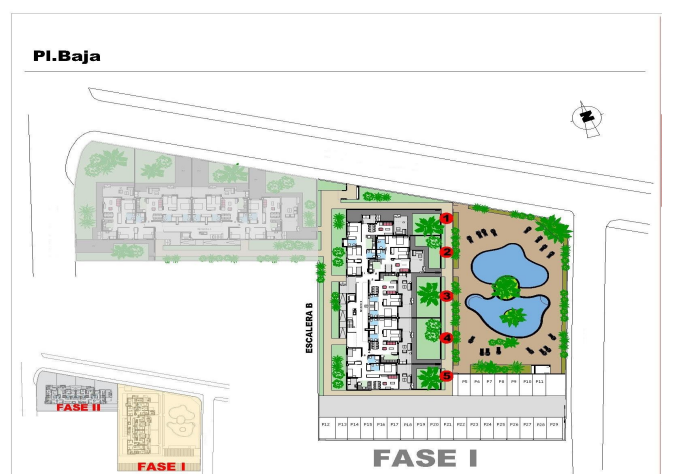 Pl.Baja
N
1
2
3
4
5
ESCALERA B
P5 P6 P7 P8 P9 P10 P11
P12 P13 P14 P15 P16 P17 P18 P19 P20 P21 P22 P23 P24 P25 P26 P27 P28 P29
FASE II
FASE I
FASE I